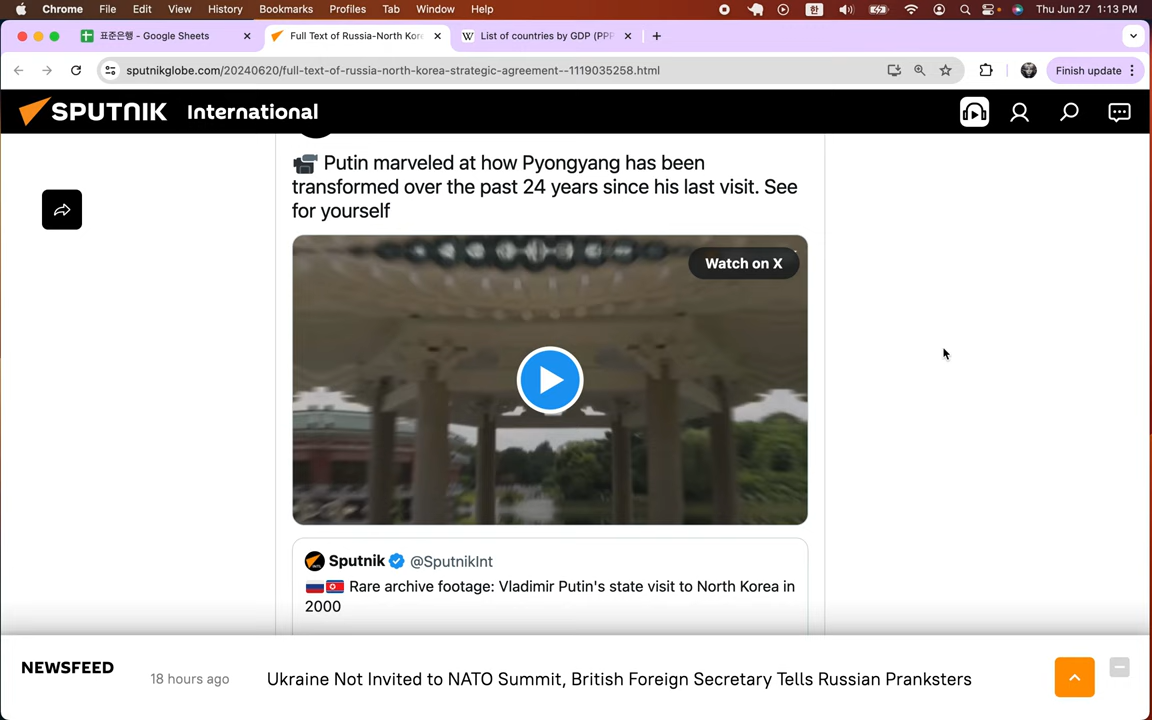 Chrome File Edit View History Bookmarks Profiles Tab Window Help 한 Thu Jun 27 1:13 PM
표준은행 - Google Sheets Full Text of Russia-North Kore List of countries by GDP (PPP
sputnikglobe.com/20240620/full-text-of-russia-north-korea-strategic-agreement--1119035258.html Finish update
SPUTNIK International
Putin marveled at how Pyongyang has been
transformed over the past 24 years since his last visit. See
for yourself
Watch on X
Sputnik @SputnikInt
Rare archive footage: Vladimir Putin's state visit to North Korea in
2000
NEWSFEED
18 hours ago Ukraine Not Invited to NATO Summit, British Foreign Secretary Tells Russian Pranksters